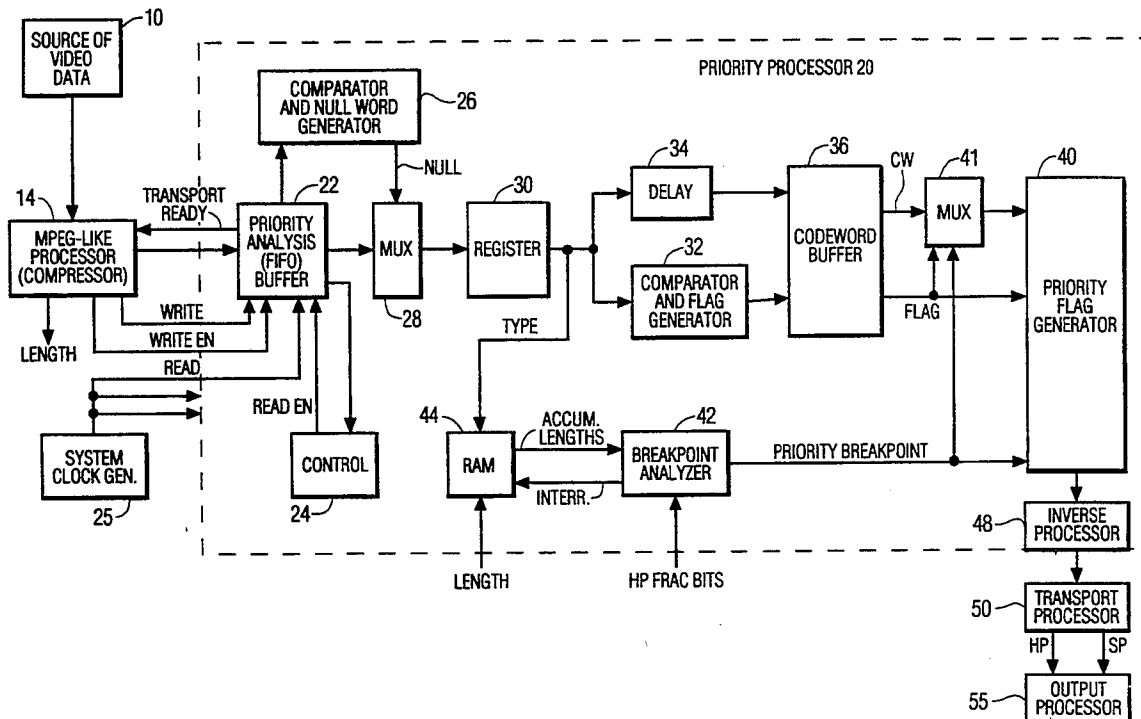 10
SOURCE OF
VIDEO
DATA
PRIORITY PROCESSOR 20
COMPARATOR
AND NULL WORD
GENERATOR
26
NULL
14
TRANSPORT
READY
22
MPEG-LIKE
PROCESSOR
(COMPRESSOR)
PRIORITY
ANALYSIS
(FIFO)
BUFFER
MUX
28
30
REGISTER
34
DELAY
32
COMPARATOR
AND FLAG
GENERATOR
36
CODEWORD
BUFFER
CW
41
MUX
FLAG
40
PRIORITY
FLAG
GENERATOR
WRITE
WRITE EN
LENGTH
READ
READ EN
TYPE
SYSTEM
CLOCK GEN.
25
CONTROL
24
44
RAM
ACCUM.
LENGTHS
INTERR.
42
BREAKPOINT
ANALYZER
PRIORITY BREAKPOINT
LENGTH
HP FRAC BITS
48
INVERSE
PROCESSOR
50
TRANSPORT
PROCESSOR
HP
SP
55
OUTPUT
PROCESSOR